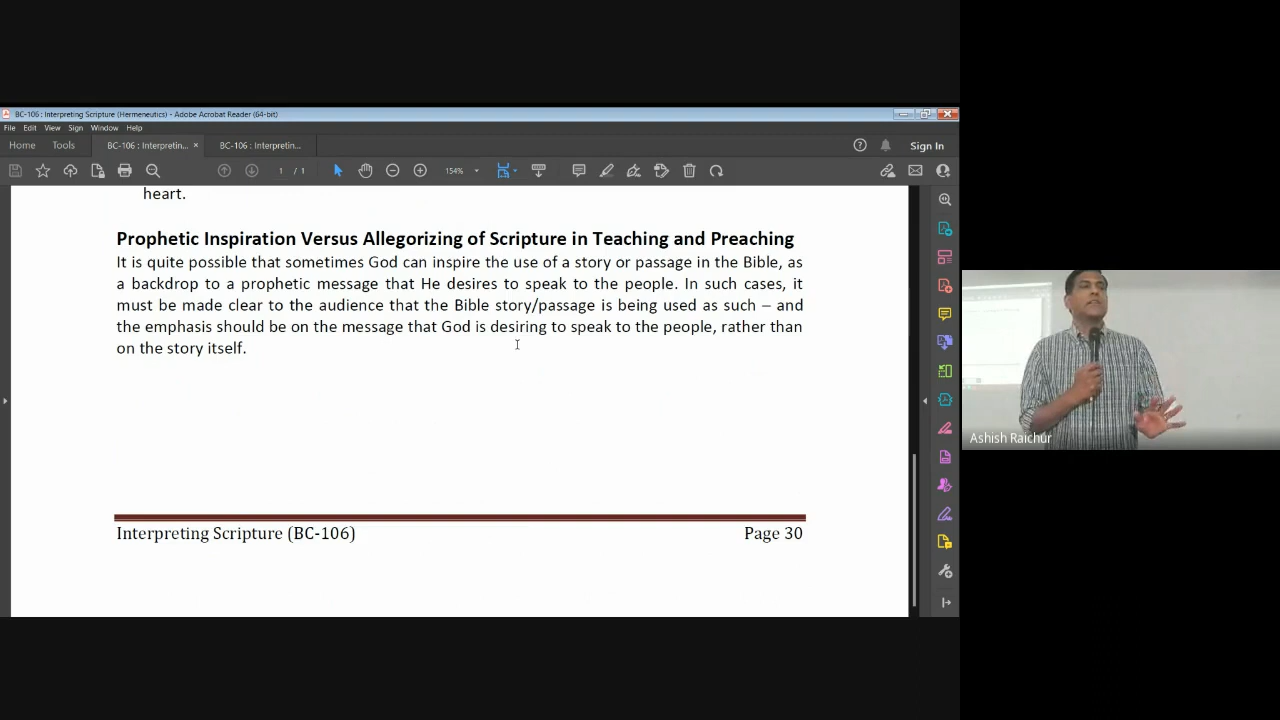 BC-106 : Interpreting Scripture (Hermeneutics) - Adobe Acrobat Reader (64-bit)
File Edit View Sign Window Help
Home Tools BC-106 : Interpretin... × BC-106 : Interpretin... Sign In
1 / 1 154%
heart.
Prophetic Inspiration Versus Allegorizing of Scripture in Teaching and Preaching
It is quite possible that sometimes God can inspire the use of a story or passage in the Bible, as
a backdrop to a prophetic message that He desires to speak to the people. In such cases, it
must be made clear to the audience that the Bible story/passage is being used as such – and
the emphasis should be on the message that God is desiring to speak to the people, rather than
on the story itself.
Interpreting Scripture (BC-106) Page 30
Ashish Raichur